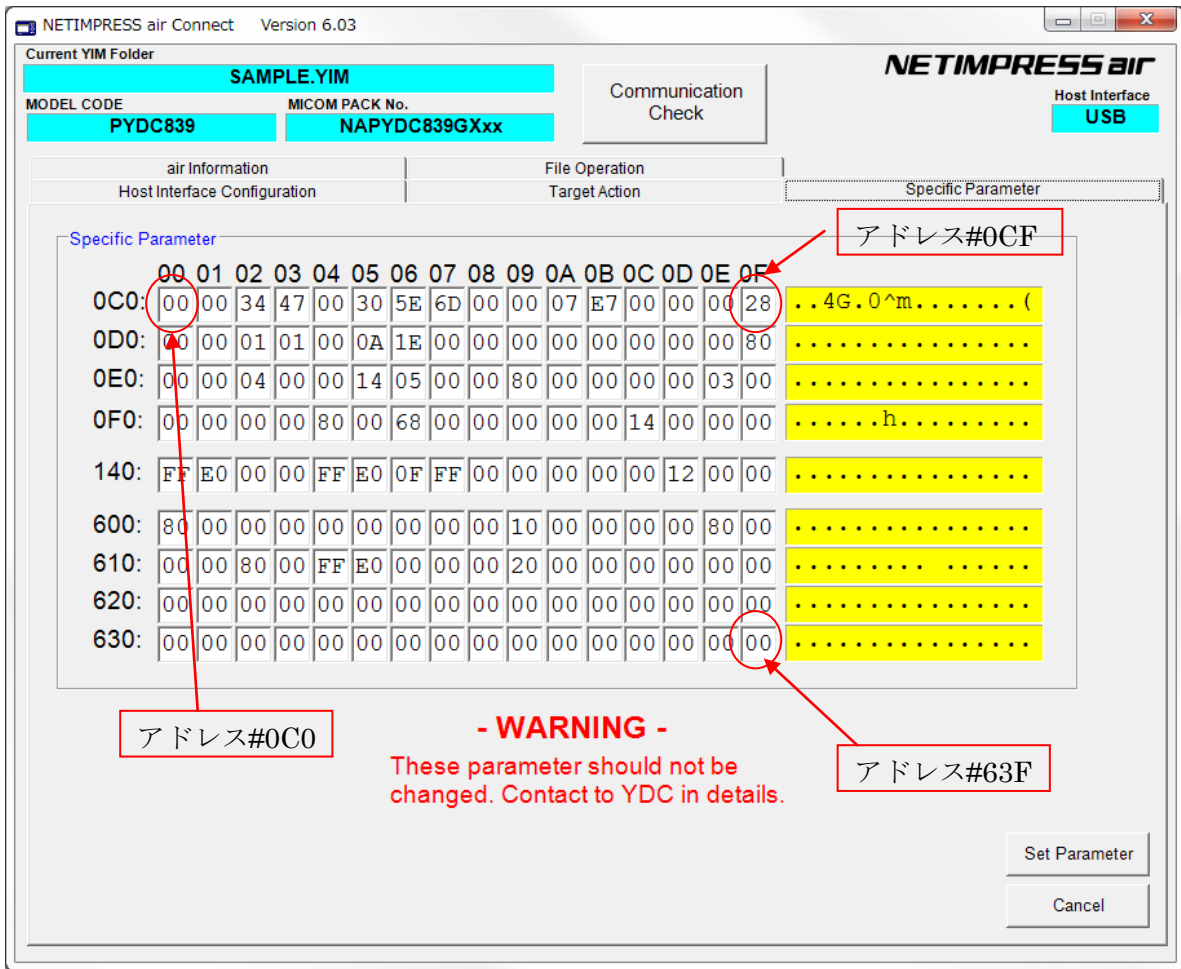 NETIMPRESS air Connect Version 6.03
Current YIM Folder
SAMPLE.YIM
MODEL CODE MICOM PACK No.
PYDC839 NAPYDC839GXxx
Communication
Check
NETIMPRESS air
Host Interface
USB
air Information File Operation
Host Interface Configuration Target Action Specific Parameter
アドレス#0CF
Specific Parameter
00 01 02 03 04 05 06 07 08 09 0A 0B 0C 0D 0E 0F
0C0: 00 00 34 47 00 30 5E 6D 00 00 07 E7 00 00 00 28 ..4G.0^m.......(
0D0: 00 00 01 01 00 0A 1E 00 00 00 00 00 00 00 00 80 ................
0E0: 00 00 04 00 00 14 05 00 00 80 00 00 00 00 03 00 ................
0F0: 00 00 00 00 80 00 68 00 00 00 00 00 14 00 00 00 ......h.........
140: FF E0 00 00 FF E0 0F FF 00 00 00 00 00 12 00 00 ................
600: 80 00 00 00 00 00 00 00 00 10 00 00 00 00 80 00 ................
610: 00 00 80 00 FF E0 00 00 00 20 00 00 00 00 00 00 ......... ......
620: 00 00 00 00 00 00 00 00 00 00 00 00 00 00 00 00 ................
630: 00 00 00 00 00 00 00 00 00 00 00 00 00 00 00 00 ................
アドレス#0C0
- WARNING -
These parameter should not be
changed. Contact to YDC in details.
アドレス#63F
Set Parameter
Cancel